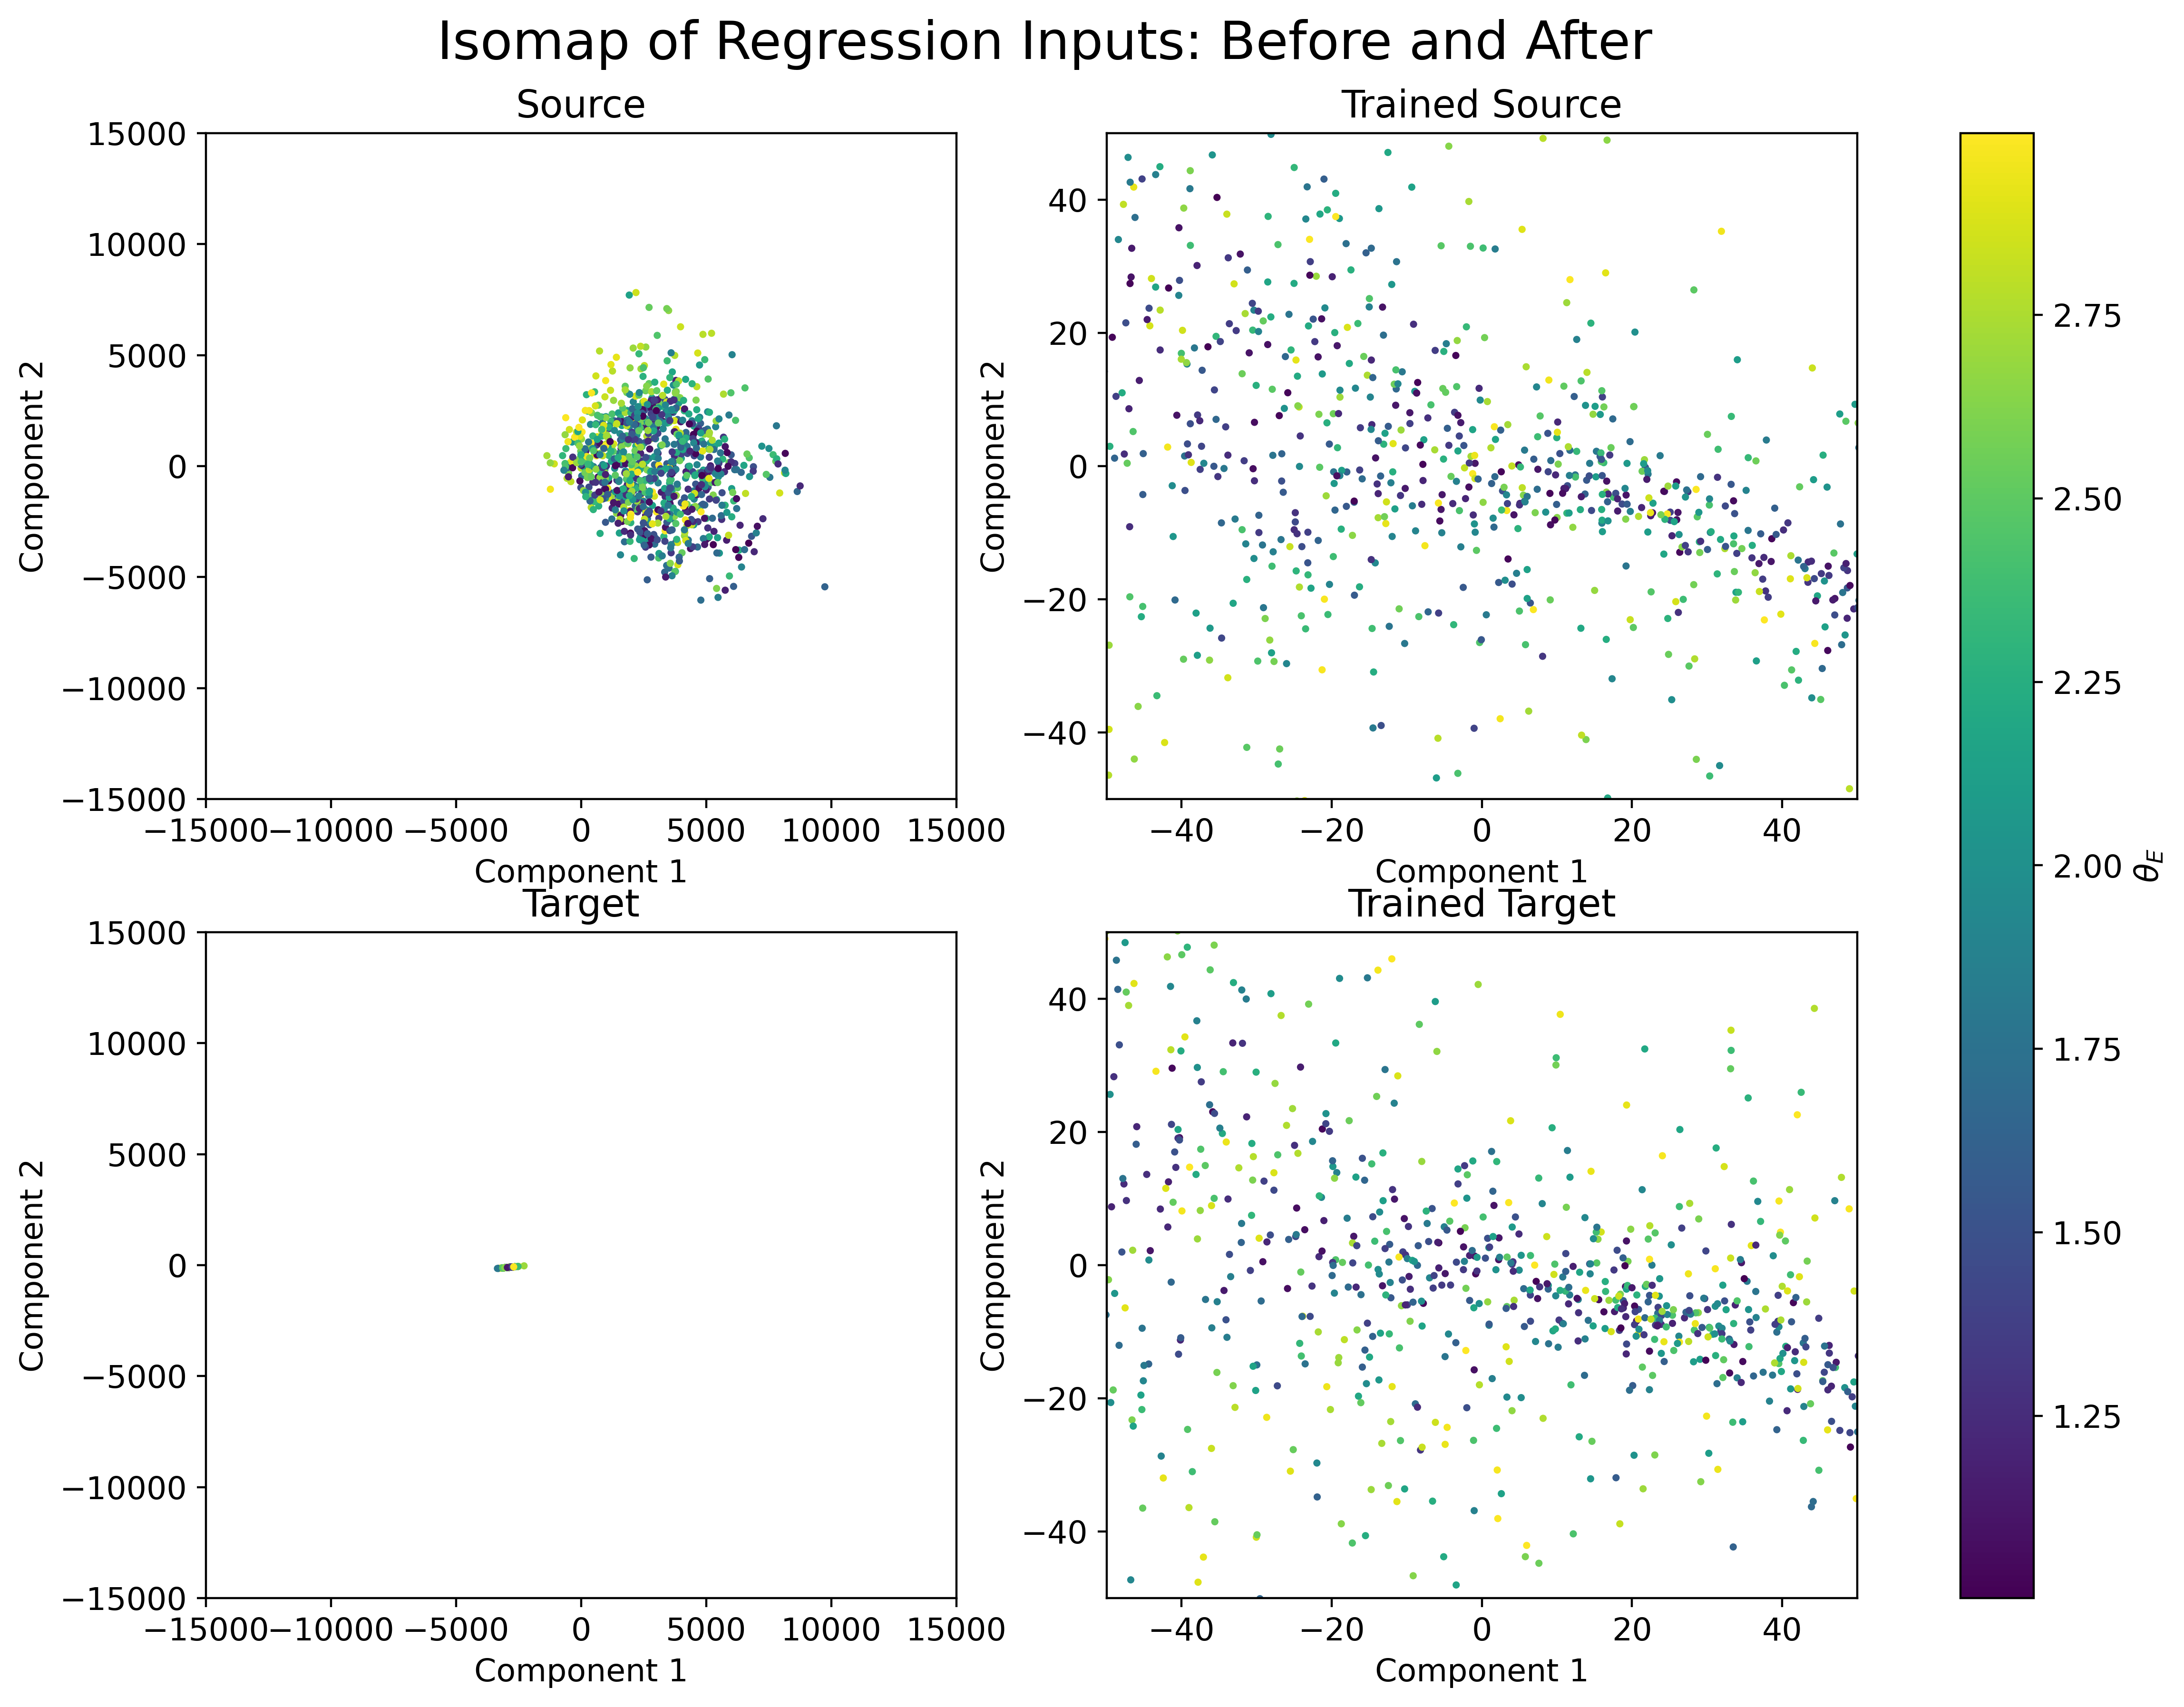 Isomap of Regression Inputs: Before and After
Source
15000
10000
5000
0
−5000
−10000
−15000
Component 2
−15000 −10000 −5000 0 5000 10000 15000
Component 1
Trained Source
40
20
0
−20
−40
Component 2
−40 −20 0 20 40
Component 1
Target
15000
10000
5000
0
−5000
−10000
−15000
Component 2
−15000 −10000 −5000 0 5000 10000 15000
Component 1
Trained Target
40
20
0
−20
−40
Component 2
−40 −20 0 20 40
Component 1
2.75
2.50
2.25
2.00
1.75
1.50
1.25
θE